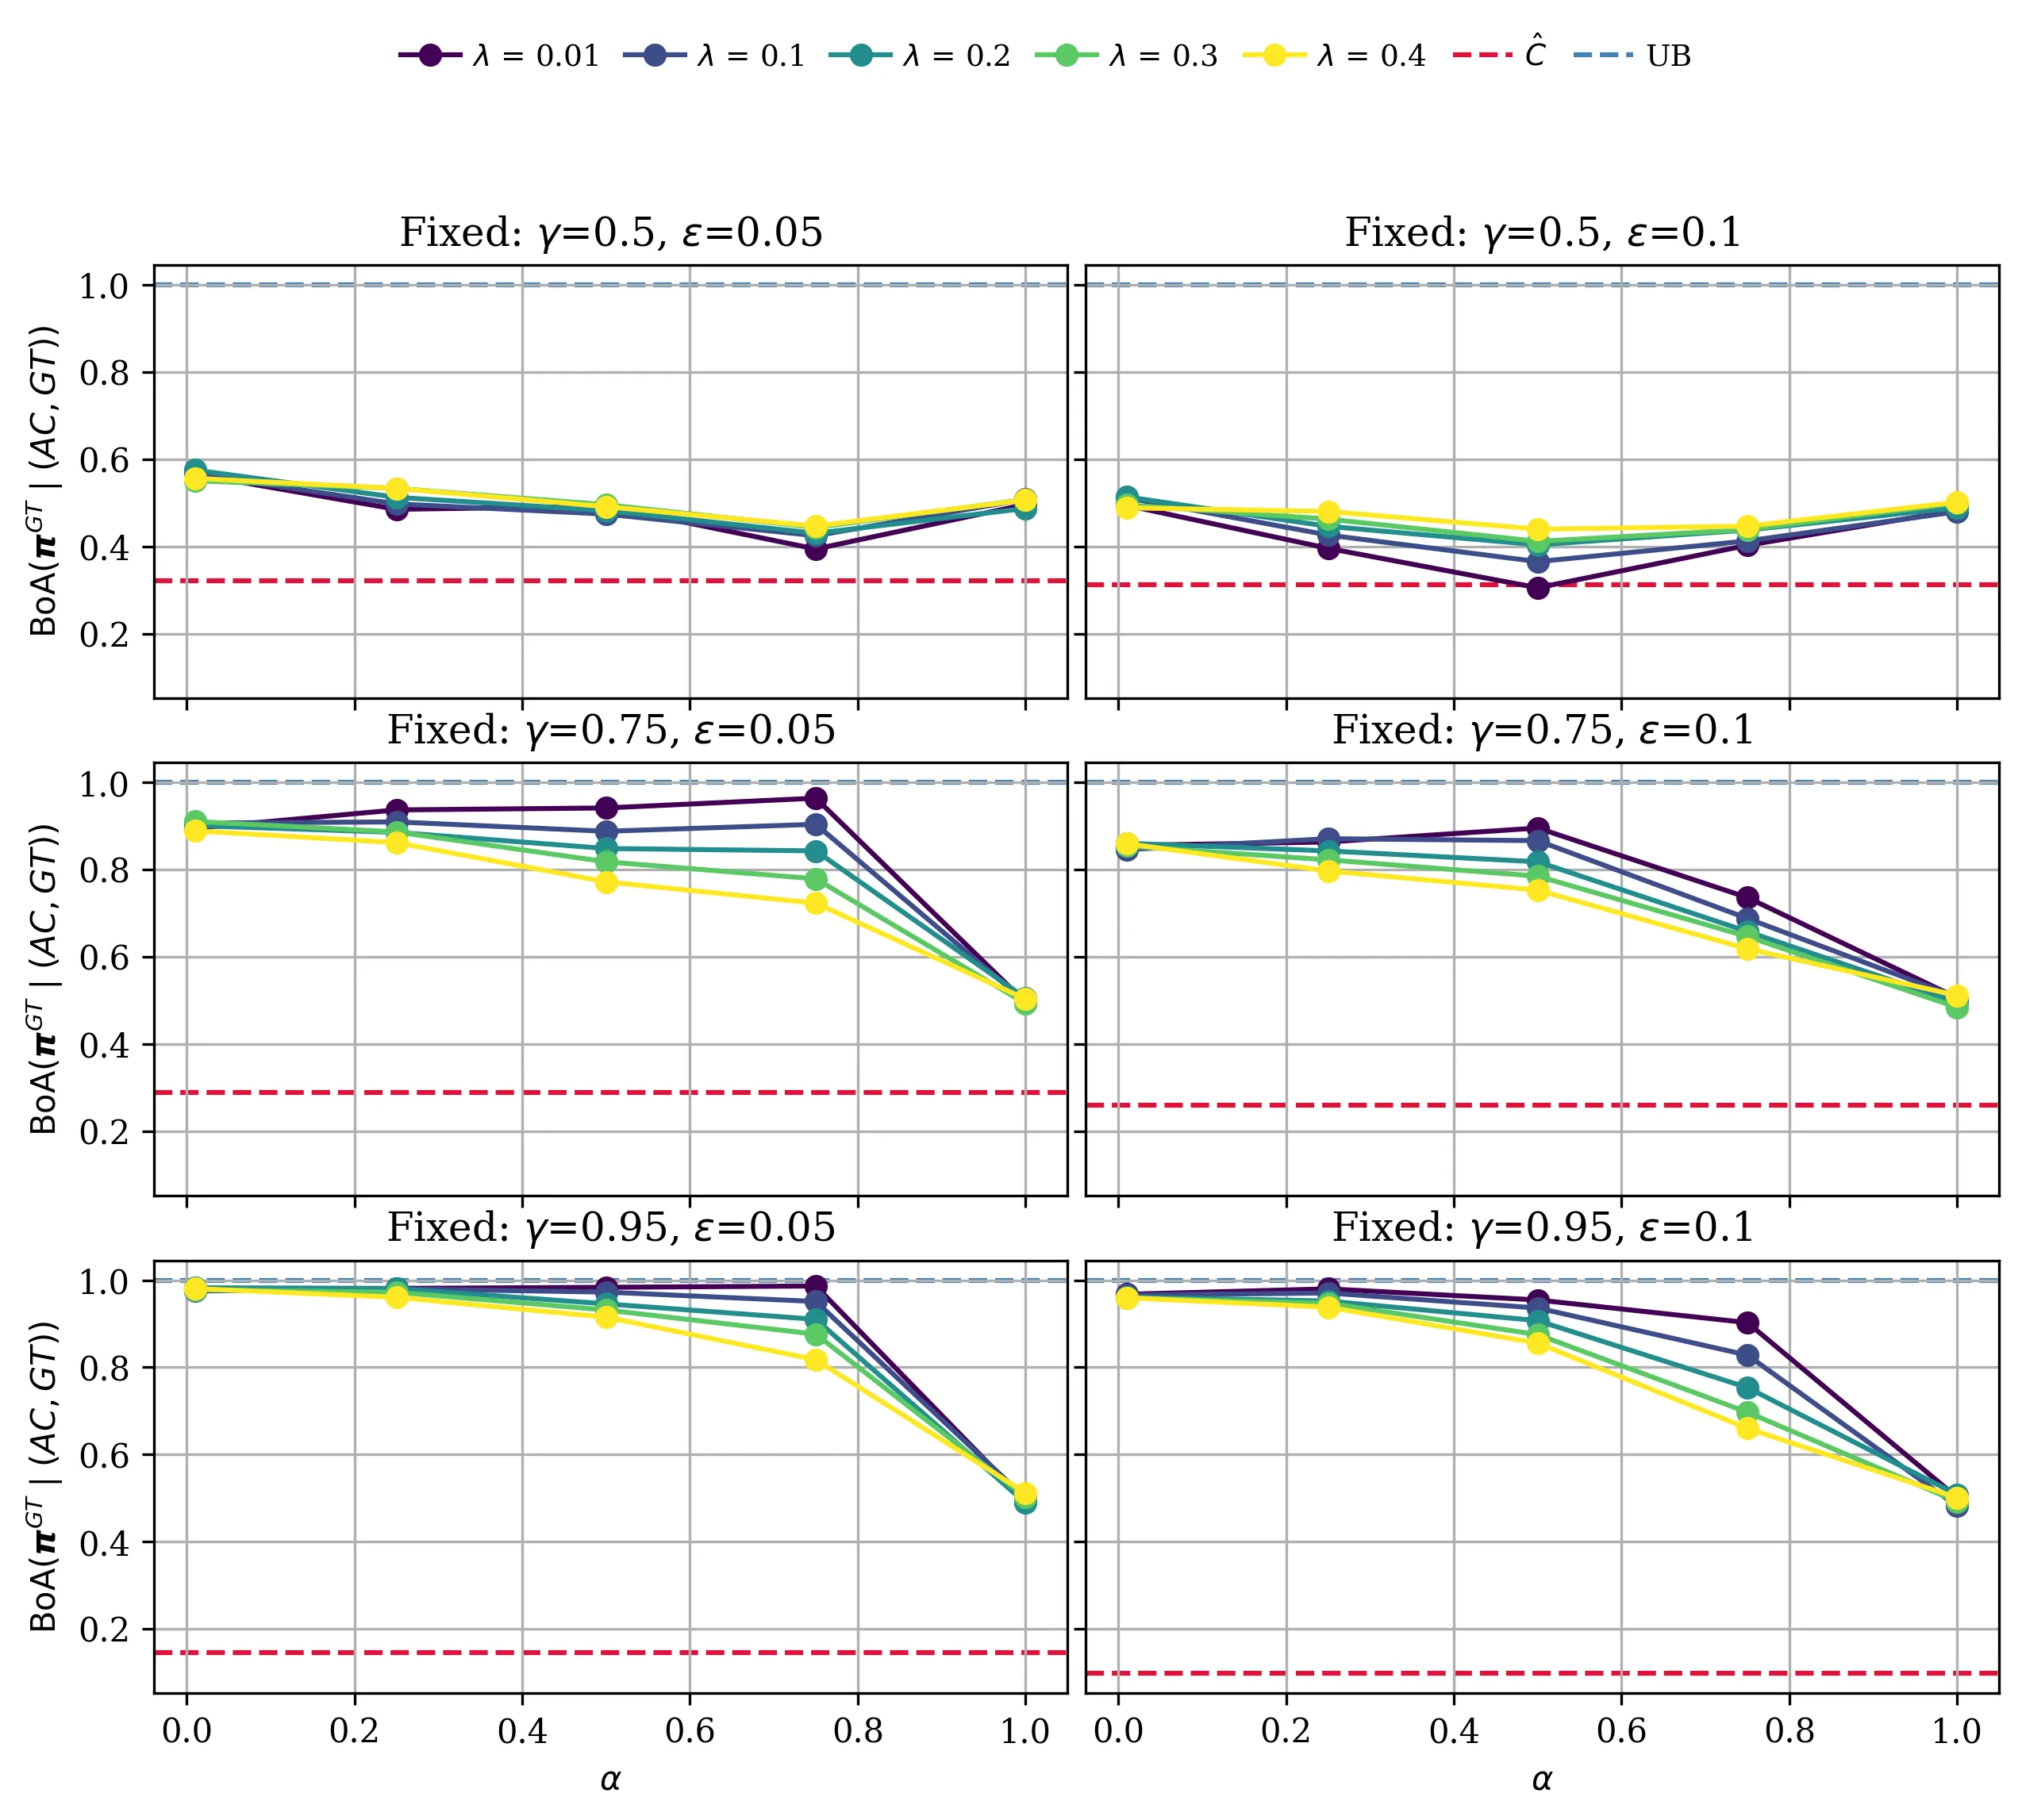 λ = 0.01 λ = 0.1 λ = 0.2 λ = 0.3 λ = 0.4 Ĉ UB
Fixed: γ=0.5, ε=0.05
Fixed: γ=0.5, ε=0.1
BoA(π^GT | (AC, GT))
1.0
0.8
0.6
0.4
0.2
Fixed: γ=0.75, ε=0.05
Fixed: γ=0.75, ε=0.1
BoA(π^GT | (AC, GT))
1.0
0.8
0.6
0.4
0.2
Fixed: γ=0.95, ε=0.05
Fixed: γ=0.95, ε=0.1
BoA(π^GT | (AC, GT))
1.0
0.8
0.6
0.4
0.2
0.0 0.2 0.4 0.6 0.8 1.0
0.0 0.2 0.4 0.6 0.8 1.0
α
α